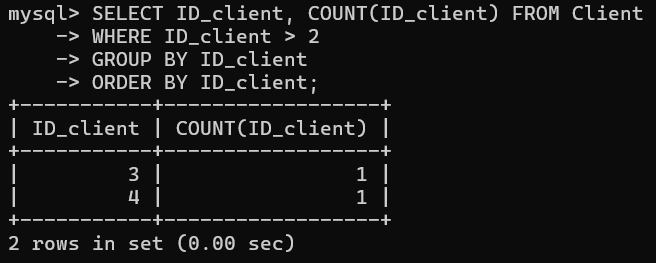 mysql> SELECT ID_client, COUNT(ID_client) FROM Client
    -> WHERE ID_client > 2
    -> GROUP BY ID_client
    -> ORDER BY ID_client;
+-----------+------------------+
| ID_client | COUNT(ID_client) |
+-----------+------------------+
|         3 |                1 |
|         4 |                1 |
+-----------+------------------+
2 rows in set (0.00 sec)